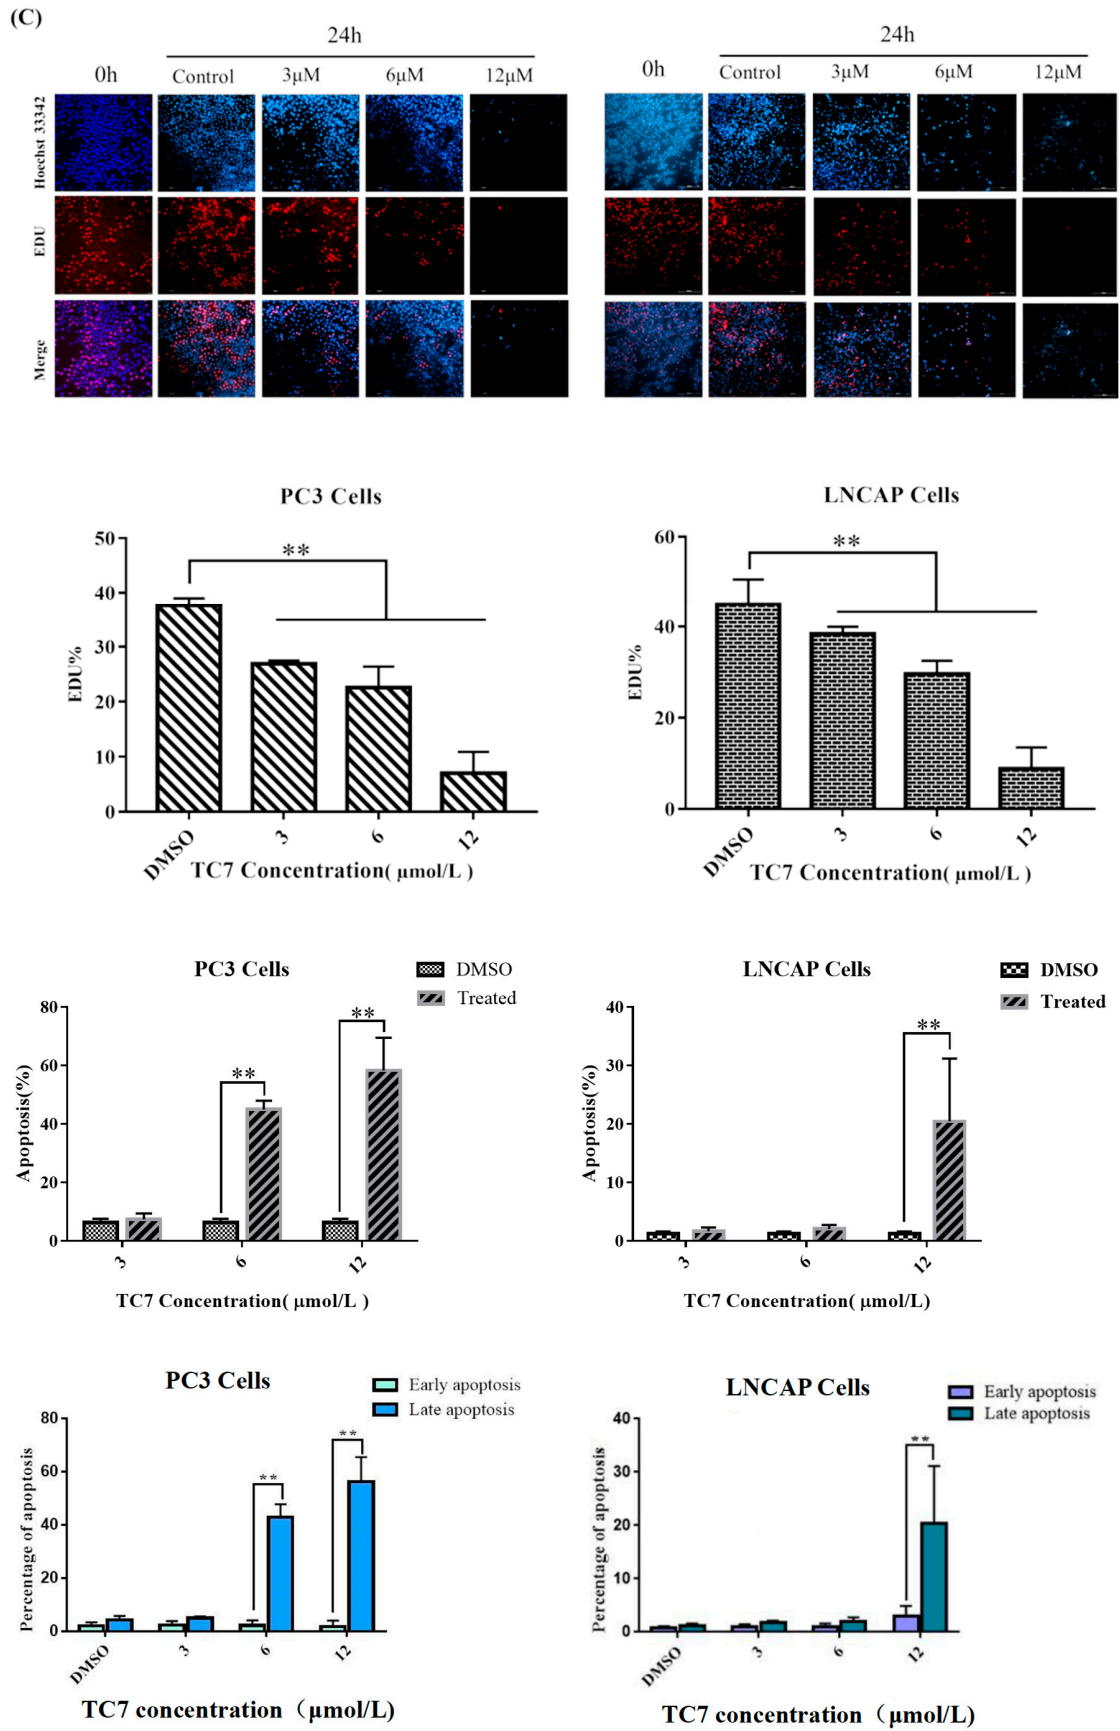 (C)
24h
24h
0h
Control
3µM
6µM
12µM
0h
Control
3µM
6µM
12µM
Hoechst 33342
EDU
Merge
PC3 Cells
50
40
30
20
10
0
EDU%
**
DMSO
3
6
12
TC7 Concentration( µmol/L )
LNCAP Cells
60
40
20
0
EDU%
**
DMSO
3
6
12
TC7 Concentration( µmol/L )
PC3 Cells
DMSO
Treated
80
60
40
20
0
Apoptosis(%)
**
**
3
6
12
TC7 Concentration( µmol/L )
LNCAP Cells
DMSO
Treated
40
30
20
10
0
Apoptosis(%)
**
3
6
12
TC7 Concentration( µmol/L)
PC3 Cells
Early apoptosis
Late apoptosis
80
60
40
20
0
Percentage of apoptosis
**
**
DMSO
3
6
12
TC7 concentration（µmol/L)
LNCAP Cells
Early apoptosis
Late apoptosis
40
30
20
10
0
Percentage of apoptosis
**
DMSO
3
6
12
TC7 concentration（µmol/L)